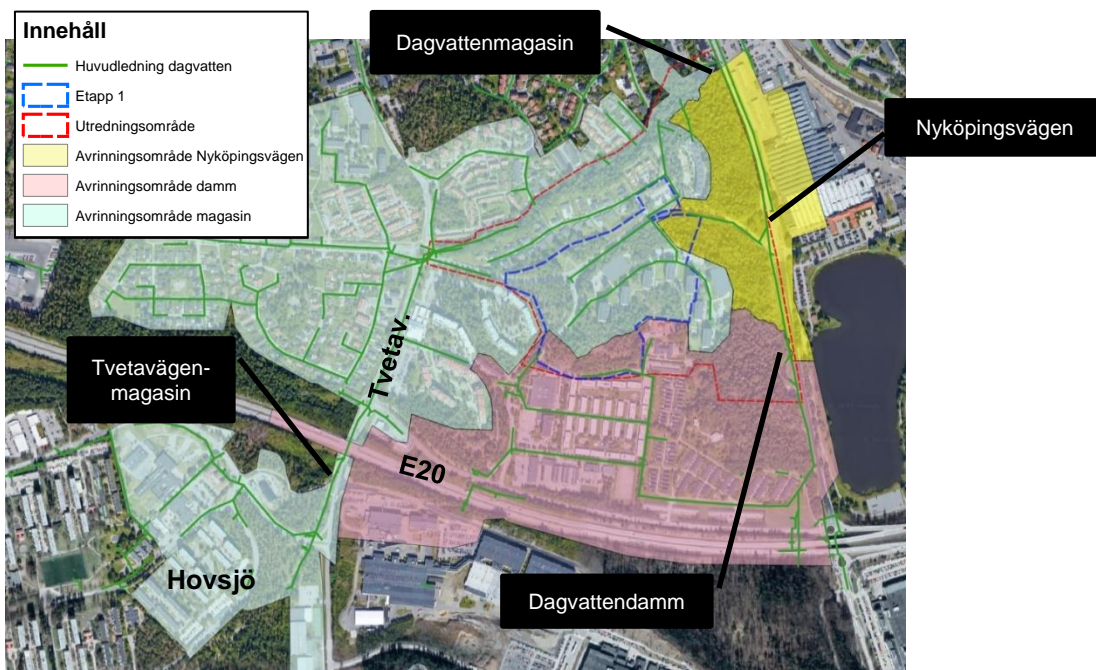 Innehåll
Huvudledning dagvatten
Etapp 1
Utredningsområde
Avrinningsområde Nyköpingsvägen
Avrinningsområde damm
Avrinningsområde magasin
Dagvattenmagasin
Nyköpingsvägen
Tvetavägen-
magasin
Tvetav.
E20
Hovsjö
Dagvattendamm